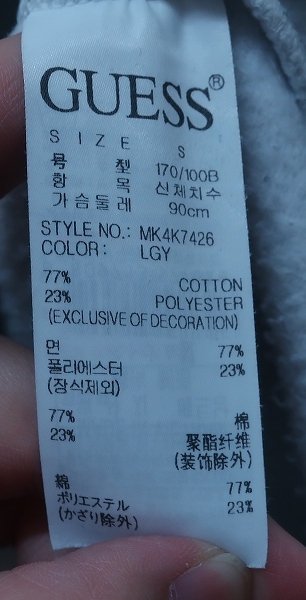 GUESS®
SIZE S
号 型 170/100B
항 목 신체치수
가슴둘레 90cm
STYLE NO.: MK4K7426
COLOR: LGY
77% COTTON
23% POLYESTER
(EXCLUSIVE OF DECORATION)
면 77%
폴리에스터 23%
(장식제외)
77% 棉
23% 聚酯纤维
(装饰除外)
綿 77%
ポリエステル 23%
(かざり除外)